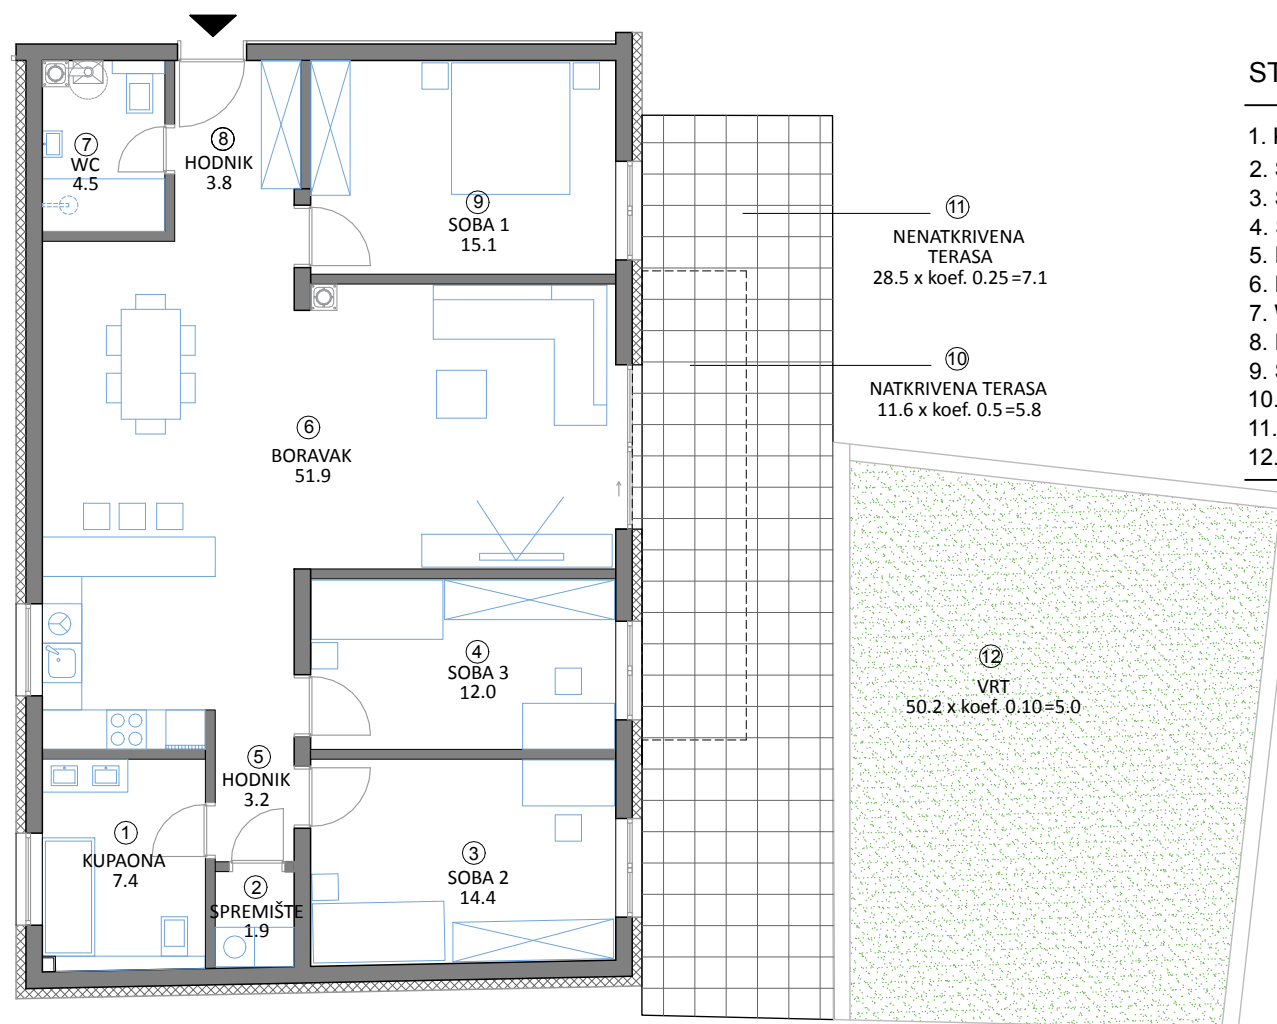 7
WC
4.5
8
HODNIK
3.8
9
SOBA 1
15.1
11
NENATKRIVENA
TERASA
28.5 x koef. 0.25=7.1
10
NATKRIVENA TERASA
11.6 x koef. 0.5=5.8
6
BORAVAK
51.9
4
SOBA 3
12.0
12
VRT
50.2 x koef. 0.10=5.0
5
HODNIK
3.2
1
KUPAONA
7.4
3
SOBA 2
14.4
2
SPREMIŠTE
1.9
1.
2.
3.
4.
5.
6.
7.
8.
9.
10.
11.
12.